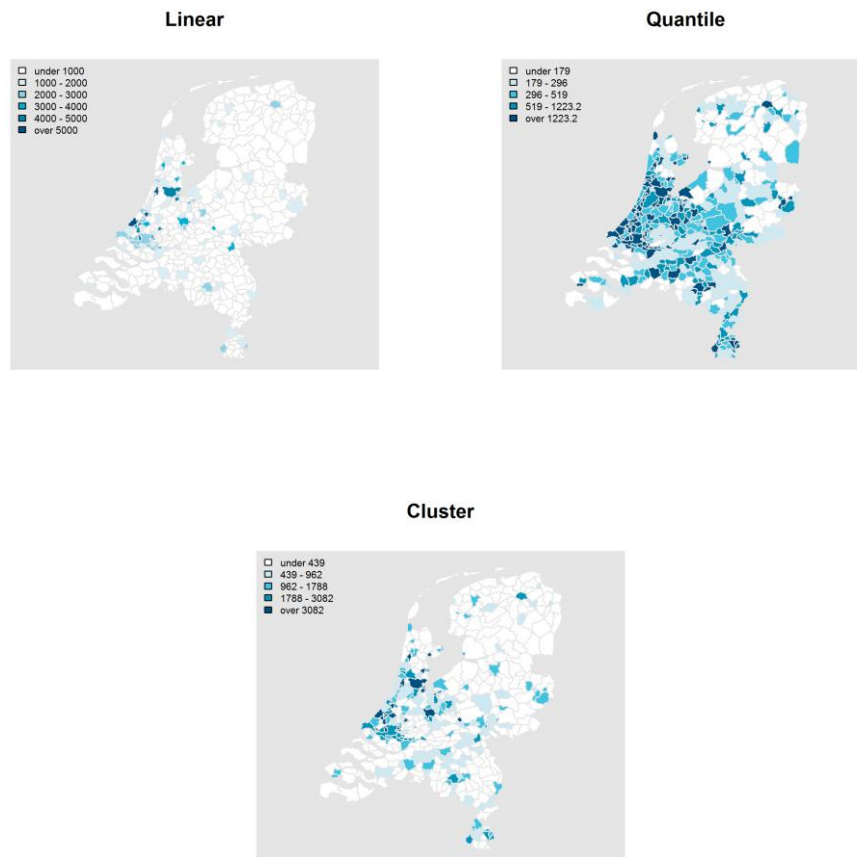 Linear
under 1000
1000 - 2000
2000 - 3000
3000 - 4000
4000 - 5000
over 5000
Quantile
under 179
179 - 296
296 - 519
519 - 1223.2
over 1223.2
Cluster
under 439
439 - 962
962 - 1788
1788 - 3082
over 3082